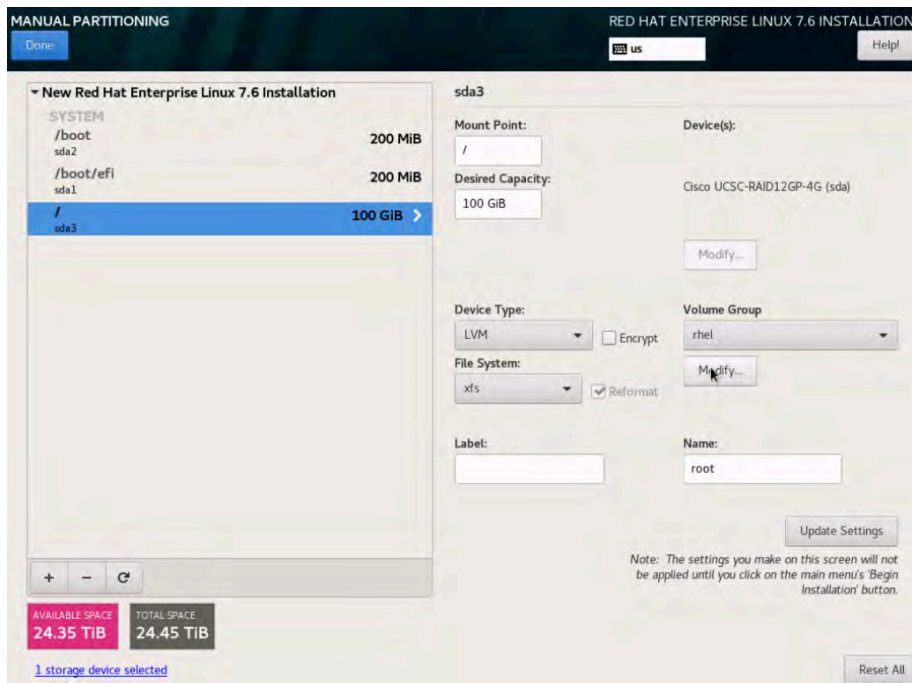 MANUAL PARTITIONING
RED HAT ENTERPRISE LINUX 7.6 INSTALLATION
Done
us
Help!
New Red Hat Enterprise Linux 7.6 Installation
SYSTEM
/boot
200 MiB
sda2
/boot/efi
200 MiB
sda1
/
100 GiB
sda3
sda3
Mount Point:
Device(s):
/
Desired Capacity:
Cisco UCSC-RAID12GP-4G (sda)
100 GiB
Modify...
Device Type:
Volume Group
LVM
Encrypt
rhel
File System:
Modify...
xfs
Reformat
Label:
Name:
root
Update Settings
Note: The settings you make on this screen will not
be applied until you click on the main menu's 'Begin
Installation' button.
+ -
AVAILABLE SPACE
24.35 TiB
TOTAL SPACE
24.45 TiB
1 storage device selected
Reset All